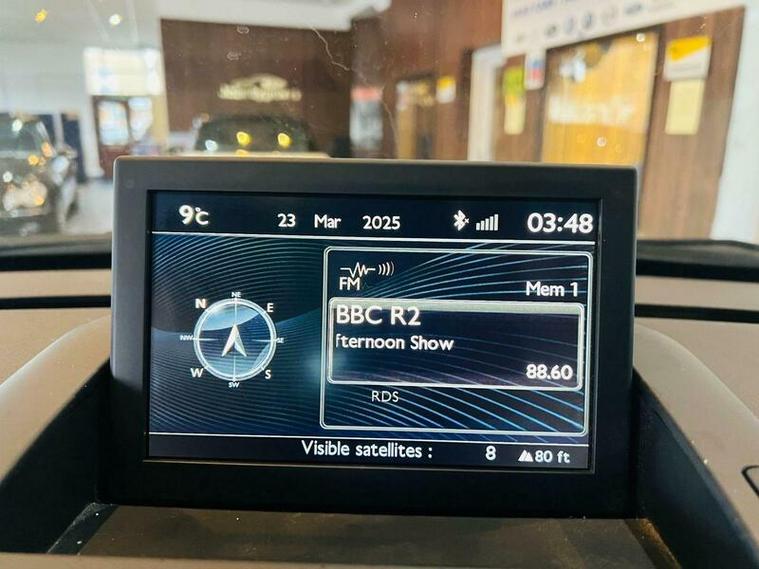 9°C 23 Mar 2025 03:48
FM
Mem 1
BBC R2
fternoon Show
88.60
RDS
NE
N E
NW SE
W S
SW
Visible satellites : 8 80 ft